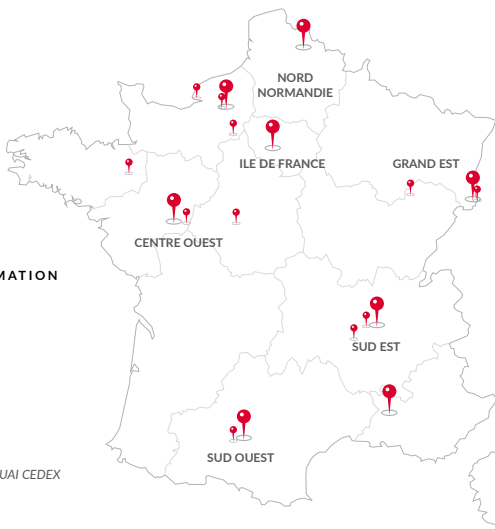 NORD
NORMANDIE
ILE DE FRANCE
GRAND EST
CENTRE OUEST
MATION
SUD EST
SUD OUEST
UAI CEDEX